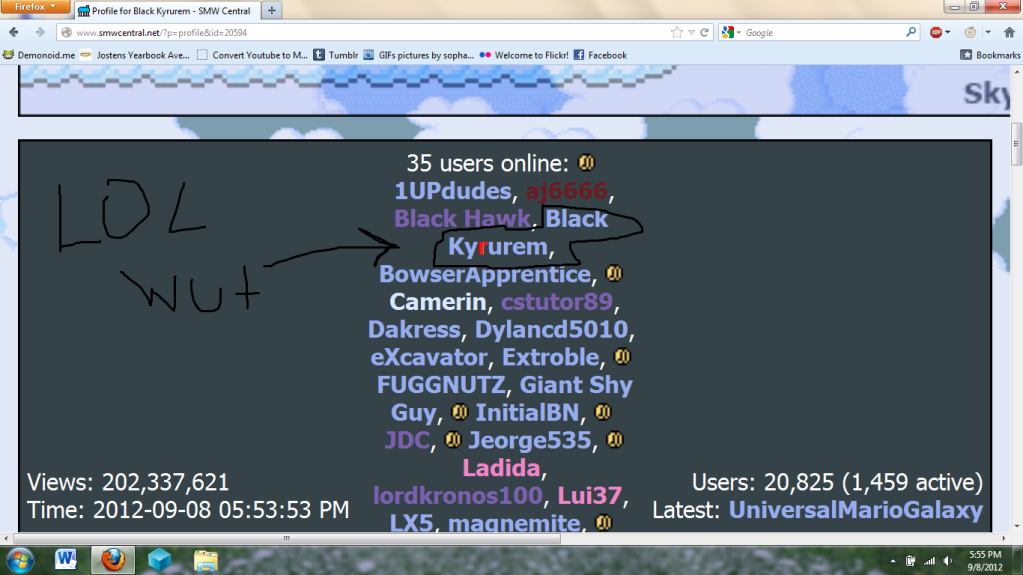 Firefox
Profile for Black Kyrurem - SMW Central
www.smwcentral.net/?p=profile&id=20594
Google
Demonoid.me
Jostens Yearbook Ave...
Convert Youtube to M...
Tumblr
GIFs pictures by sopha...
Welcome to Flickr!
Facebook
Bookmarks
Sky
35 users online:
1UPdudes, aj6666,
Black Hawk, Black
Kyrurem,
BowserApprentice,
Camerin, cstutor89,
Dakress, Dylancd5010,
eXcavator, Extroble,
FUGGNUTZ, Giant Shy
Guy, InitialBN,
JDC, Jeorge535,
Ladida,
lordkronos100, Lui37,
LX5, magnemite,
LOL
wut
Views: 202,337,621
Time: 2012-09-08 05:53:53 PM
Users: 20,825 (1,459 active)
Latest: UniversalMarioGalaxy
5:55 PM
9/8/2012